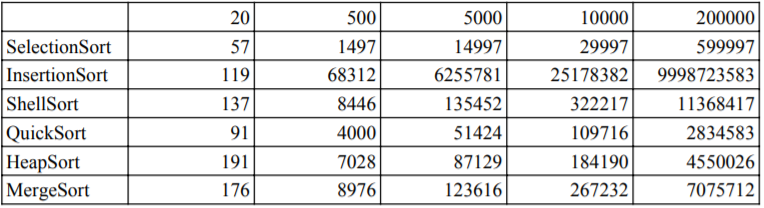 20 500 5000 10000 200000
SelectionSort 57 1497 14997 29997 599997
InsertionSort 119 68312 6255781 25178382 9998723583
ShellSort 137 8446 135452 322217 11368417
QuickSort 91 4000 51424 109716 2834583
HeapSort 191 7028 87129 184190 4550026
MergeSort 176 8976 123616 267232 7075712